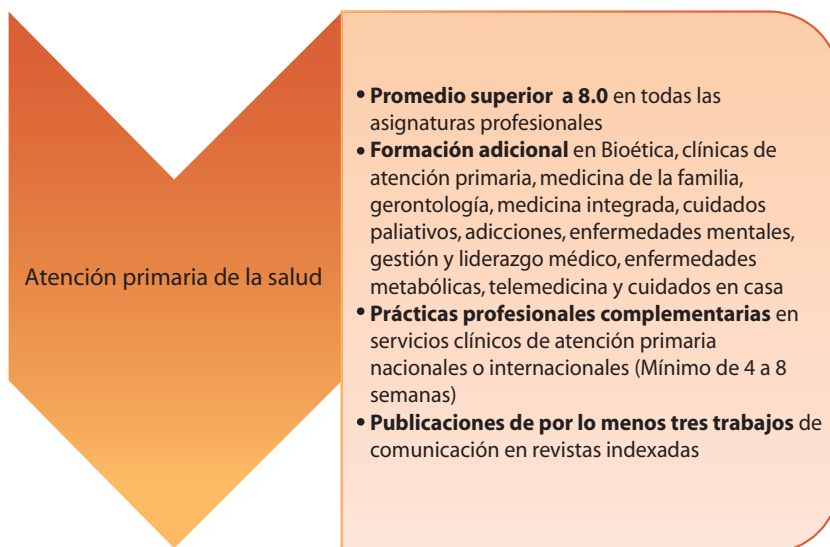 Atención primaria de la salud
• Promedio superior a 8.0 en todas las
asignaturas profesionales
• Formación adicional en Bioética, clínicas de
atención primaria, medicina de la familia,
gerontología, medicina integrada, cuidados
paliativos, adicciones, enfermedades mentales,
gestión y liderazgo médico, enfermedades
metabólicas, telemedicina y cuidados en casa
• Prácticas profesionales complementarias en
servicios clínicos de atención primaria
nacionales o internacionales (Mínimo de 4 a 8
semanas)
• Publicaciones de por lo menos tres trabajos de
comunicación en revistas indexadas